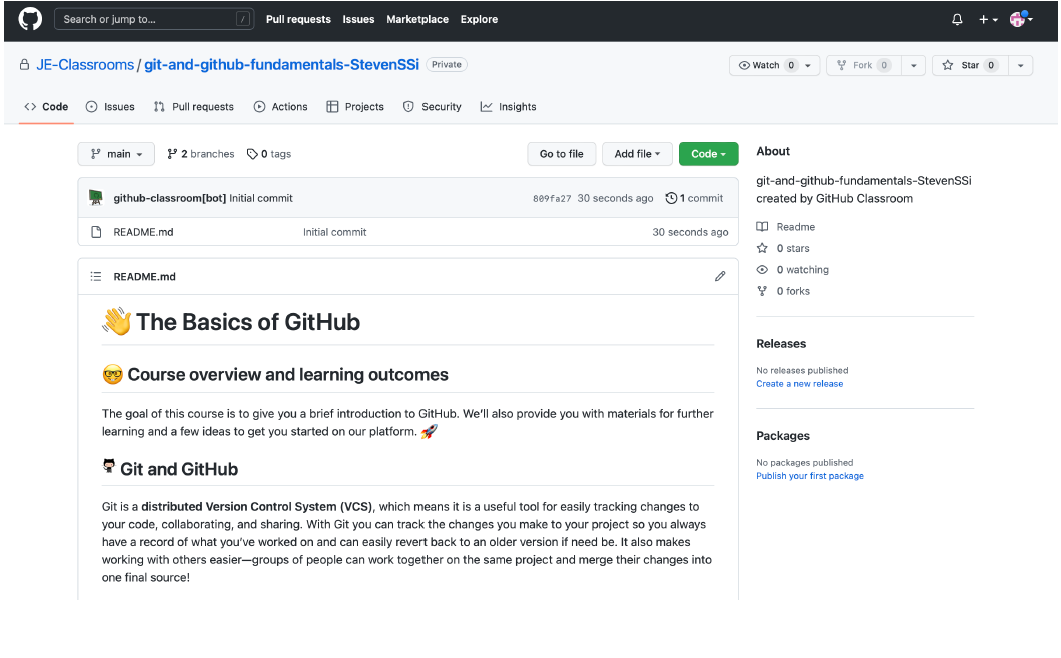 Search or jump to... /
Pull requests Issues Marketplace Explore
JE-Classrooms / git-and-github-fundamentals-StevenSSi Private
Watch 0 Fork 0 Star 0
Code Issues Pull requests Actions Projects Security Insights
main 2 branches 0 tags Go to file Add file Code
github-classroom[bot] Initial commit 809fa27 30 seconds ago 1 commit
README.md Initial commit 30 seconds ago
README.md
👋 The Basics of GitHub
🤓 Course overview and learning outcomes
The goal of this course is to give you a brief introduction to GitHub. We’ll also provide you with materials for further
learning and a few ideas to get you started on our platform. 🚀
Git and GitHub
Git is a distributed Version Control System (VCS), which means it is a useful tool for easily tracking changes to
your code, collaborating, and sharing. With Git you can track the changes you make to your project so you always
have a record of what you’ve worked on and can easily revert back to an older version if need be. It also makes
working with others easier—groups of people can work together on the same project and merge their changes into
one final source!
About
git-and-github-fundamentals-StevenSSi
created by GitHub Classroom
Readme
0 stars
0 watching
0 forks
Releases
No releases published
Create a new release
Packages
No packages published
Publish your first package